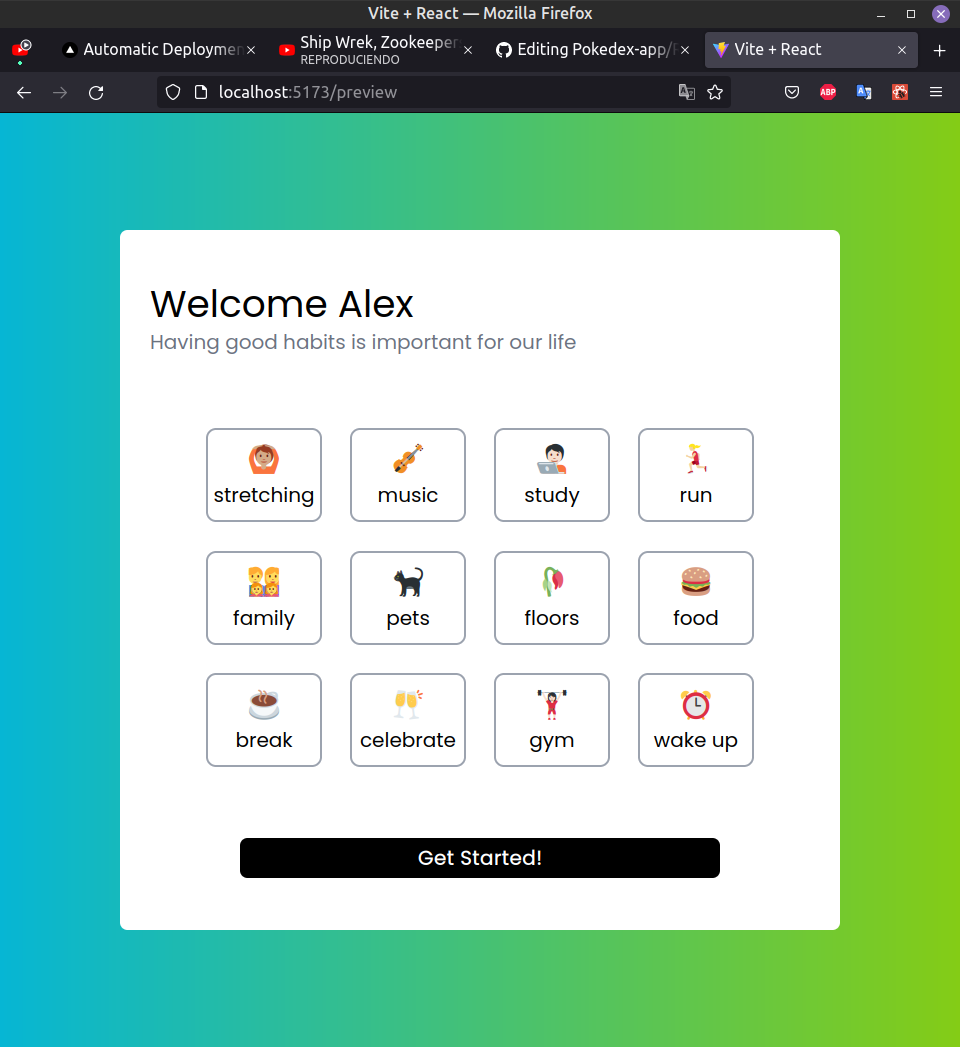 Vite + React — Mozilla Firefox
Automatic Deploymen
Ship Wrek, Zookeepers
REPRODUCIENDO
Editing Pokedex-app/
Vite + React
localhost:5173/preview
ABP
Welcome Alex
Having good habits is important for our life
stretching music study run
family pets floors food
break celebrate gym wake up
Get Started!